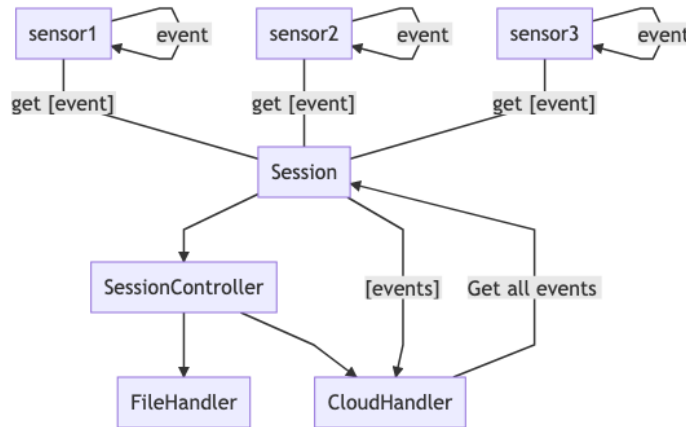 sensor1
event
sensor2
event
sensor3
event
get [event]
get [event]
get [event]
Session
SessionController
[events]
Get all events
FileHandler
CloudHandler